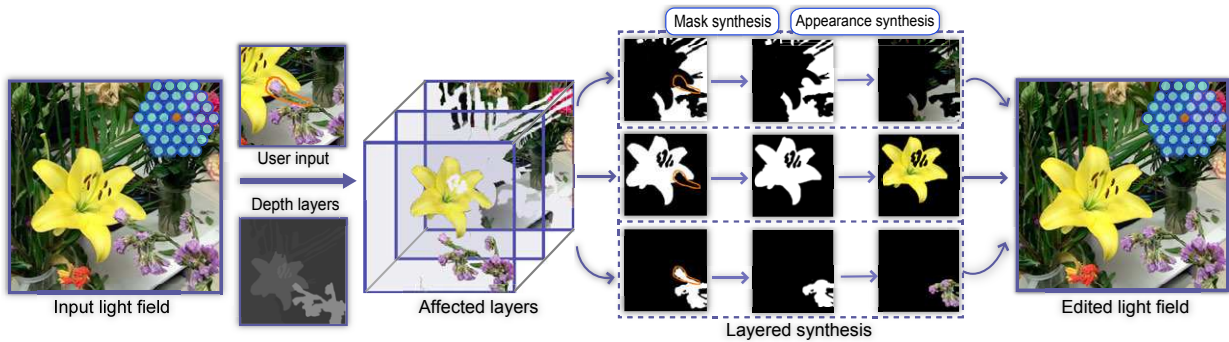 Mask synthesis
Appearance synthesis
User input
Depth layers
Input light field
Affected layers
Layered synthesis
Edited light field